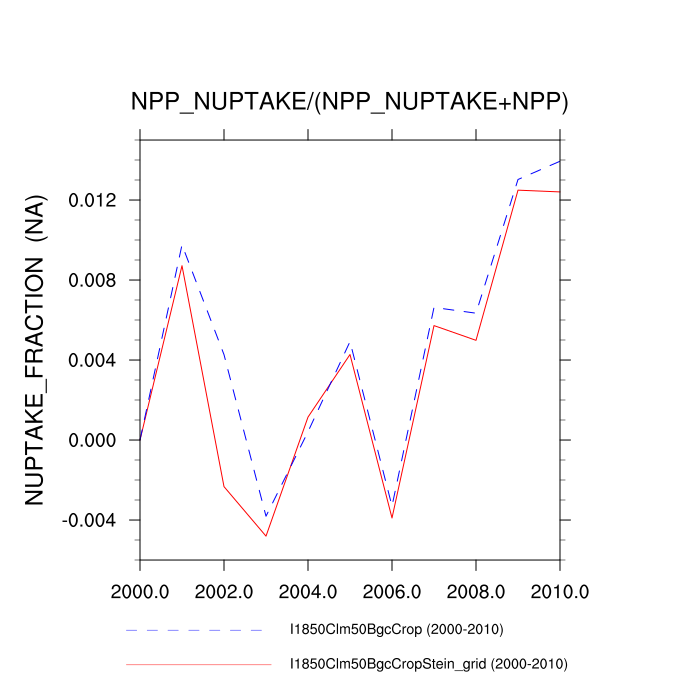 NPP_NUPTAKE/(NPP_NUPTAKE+NPP)
NUPTAKE_FRACTION (NA)
0.012
0.008
0.004
0.000
-0.004
2000.0 2002.0 2004.0 2006.0 2008.0 2010.0
I1850Clm50BgcCrop (2000-2010)
I1850Clm50BgcCropStein_grid (2000-2010)